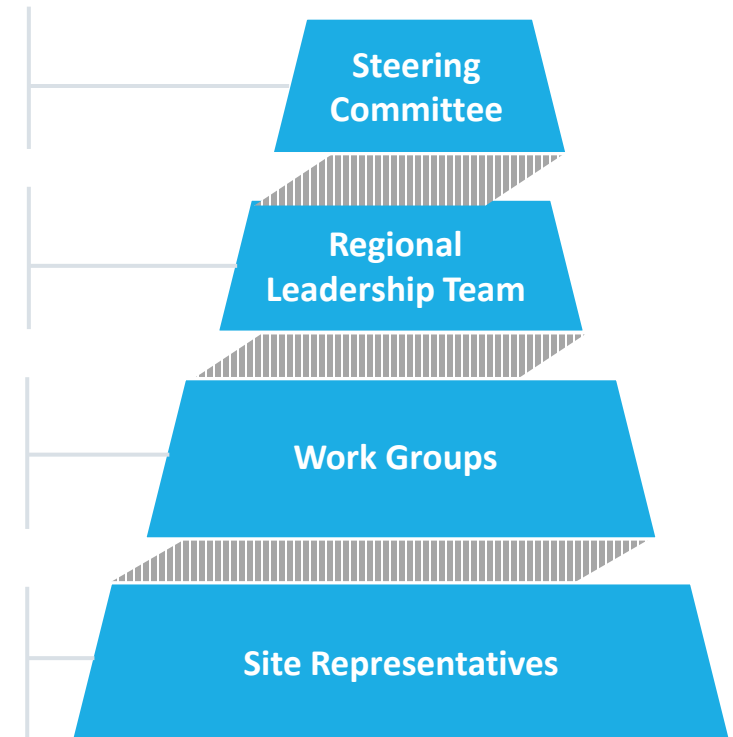 Steering
Committee
Regional
Leadership Team
Work Groups
Site Representatives